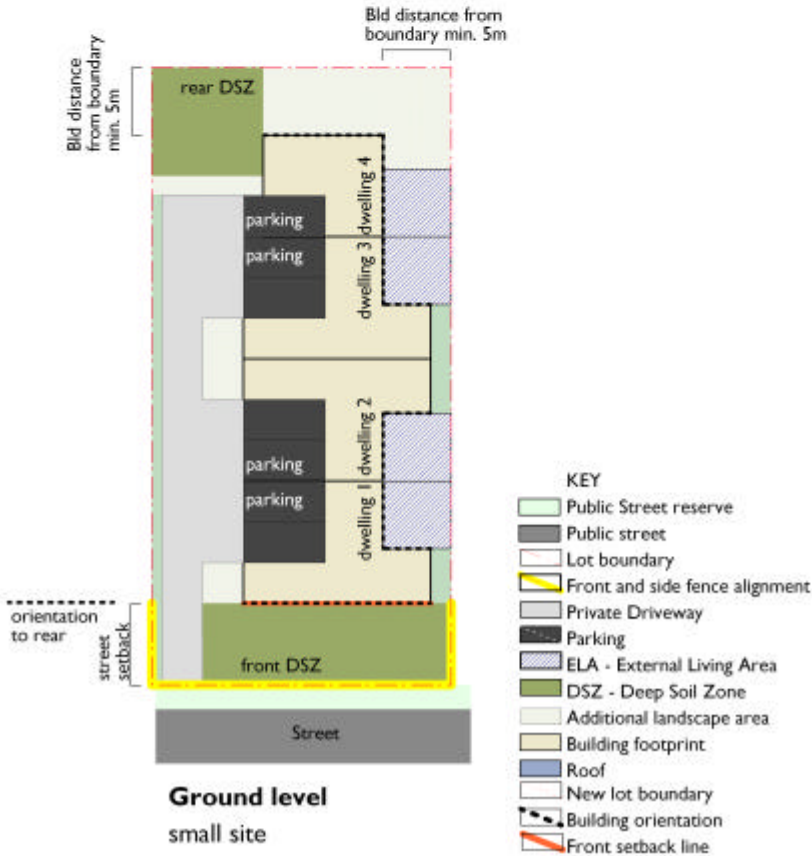 Bld distance from
boundary min. 5m
Bld distance
from boundary
min. 5m
rear DSZ
dwelling 4
parking
parking
dwelling 3
dwelling 2
parking
parking
dwelling 1
orientation
to rear
street
setback
front DSZ
Street
Ground level
small site
KEY
Public Street reserve
Public street
Lot boundary
Front and side fence alignment
Private Driveway
Parking
ELA - External Living Area
DSZ - Deep Soil Zone
Additional landscape area
Building footprint
Roof
New lot boundary
Building orientation
Front setback line